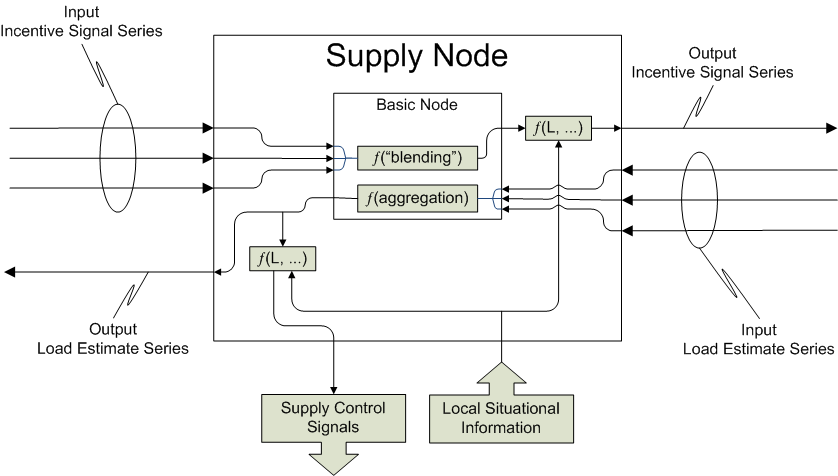 Input
Incentive Signal Series
Supply Node
Output
Incentive Signal Series
Basic Node
f(L, ...)
f(“blending”)
f(aggregation)
f(L, ...)
Output
Load Estimate Series
Input
Load Estimate Series
Supply Control
Signals
Local Situational
Information